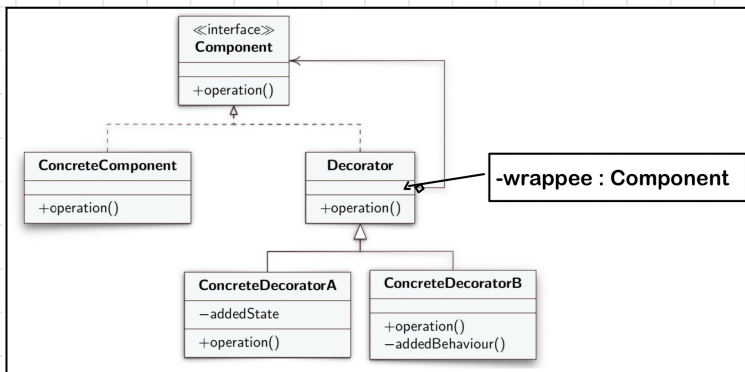 ≪interface≫
Component
+operation()
ConcreteComponent
+operation()
Decorator
+operation()
-wrappee : Component
ConcreteDecoratorA
−addedState
+operation()
ConcreteDecoratorB
+operation()
−addedBehaviour()